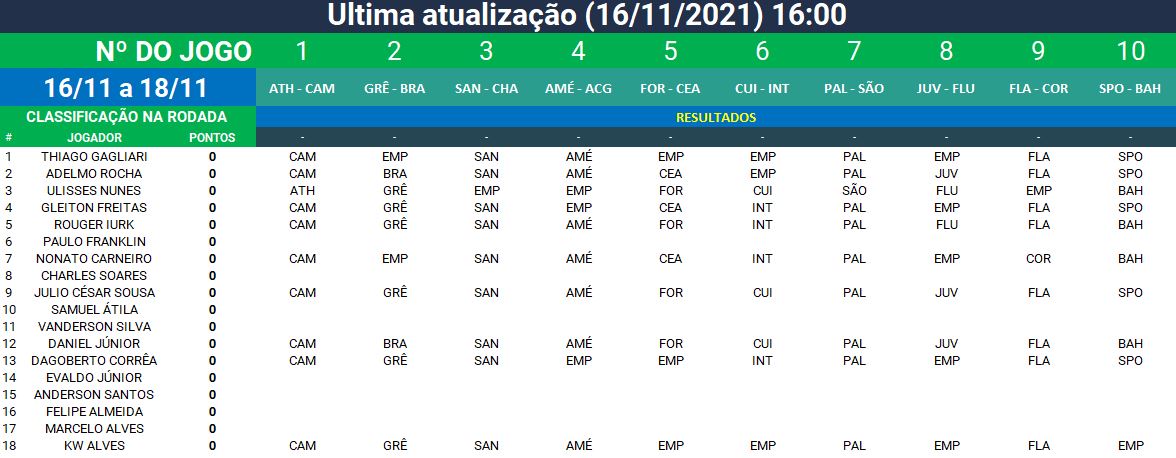 Ultima atualização (16/11/2021) 16:00
Nº DO JOGO 1 2 3 4 5 6 7 8 9 10
16/11 a 18/11 ATH - CAM GRÊ - BRA SAN - CHA AMÉ - ACG FOR - CEA CUI - INT PAL - SÃO JUV - FLU FLA - COR SPO - BAH
CLASSIFICAÇÃO NA RODADA RESULTADOS
# JOGADOR PONTOS - - - - - - - - - -
1 THIAGO GAGLIARI 0 CAM EMP SAN AMÉ EMP EMP PAL EMP FLA SPO
2 ADELMO ROCHA 0 CAM BRA SAN AMÉ CEA EMP PAL JUV FLA SPO
3 ULISSES NUNES 0 ATH GRÊ EMP EMP FOR CUI SÃO FLU EMP BAH
4 GLEITON FREITAS 0 CAM GRÊ SAN EMP CEA INT PAL EMP FLA SPO
5 ROUGER IURK 0 CAM GRÊ SAN AMÉ FOR INT PAL FLU FLA BAH
6 PAULO FRANKLIN 0
7 NONATO CARNEIRO 0 CAM EMP SAN AMÉ CEA INT PAL EMP COR BAH
8 CHARLES SOARES 0
9 JULIO CÉSAR SOUSA 0 CAM GRÊ SAN AMÉ FOR CUI PAL JUV FLA SPO
10 SAMUEL ÁTILA 0
11 VANDERSON SILVA 0
12 DANIEL JÚNIOR 0 CAM BRA SAN AMÉ FOR CUI PAL JUV FLA BAH
13 DAGOBERTO CORRÊA 0 CAM GRÊ SAN EMP EMP INT PAL EMP FLA SPO
14 EVALDO JÚNIOR 0
15 ANDERSON SANTOS 0
16 FELIPE ALMEIDA 0
17 MARCELO ALVES 0
18 KW ALVES 0 CAM GRÊ SAN AMÉ EMP EMP PAL EMP FLA EMP